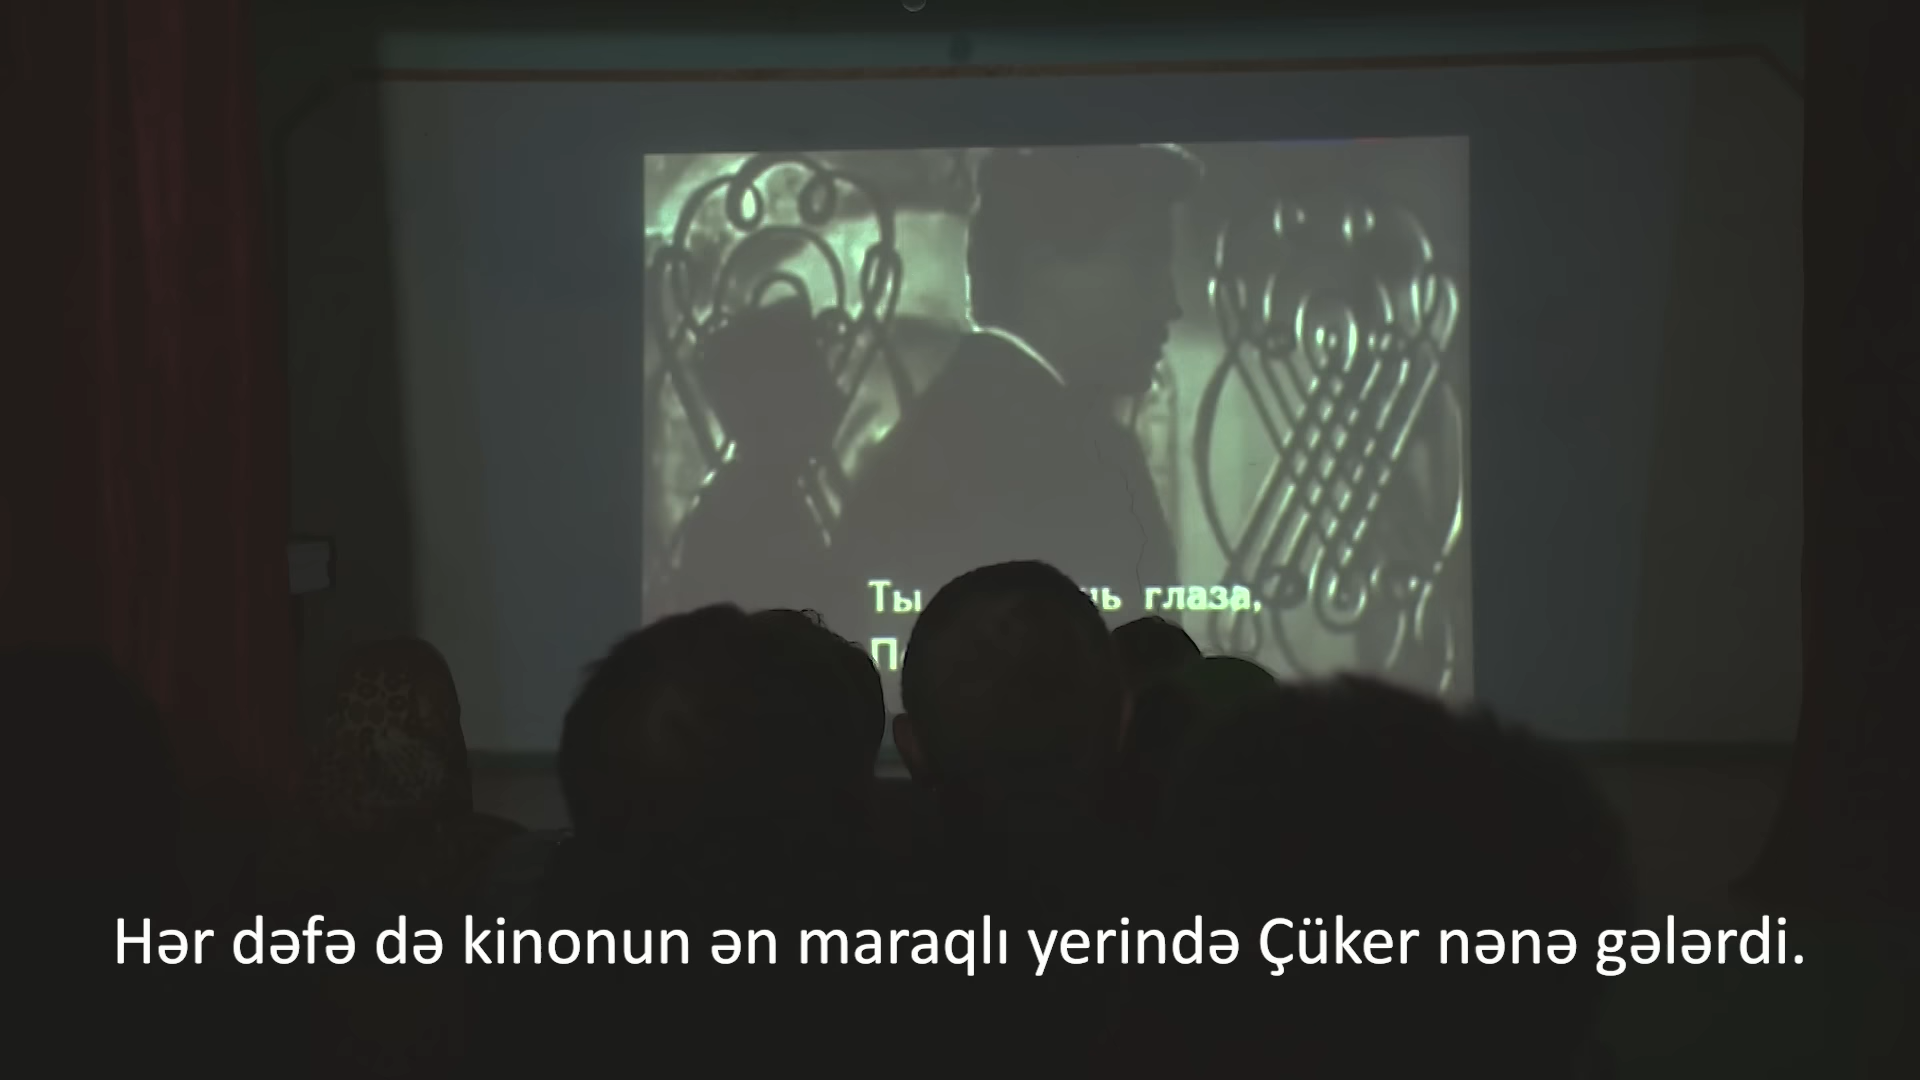 Ты глаза,
Hər dəfə də kinonun ən maraqlı yerində Çüker nənə gələrdi.